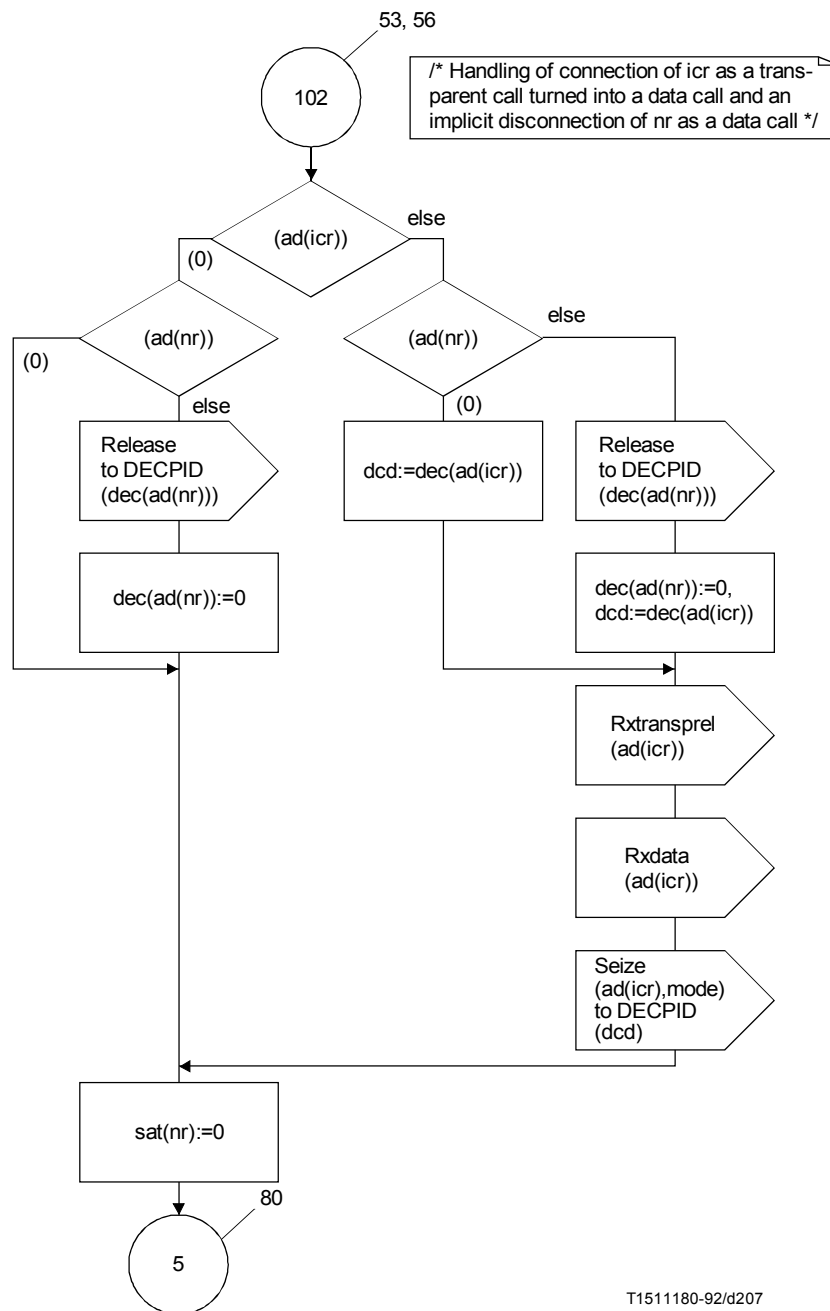 53, 56
102
/* Handling of connection of icr as a trans-
parent call turned into a data call and an
implicit disconnection of nr as a data call */
(ad(icr))
else
(0)
(ad(nr))
(0)
else
(ad(nr))
else
(0)
Release
to DECPID
(dec(ad(nr)))
dcd:=dec(ad(icr))
Release
to DECPID
(dec(ad(nr)))
dec(ad(nr)):=0
dec(ad(nr)):=0,
dcd:=dec(ad(icr))
Rxtransprel
(ad(icr))
Rxdata
(ad(icr))
Seize
(ad(icr),mode)
to DECPID
(dcd)
sat(nr):=0
80
5
T1511180-92/d207